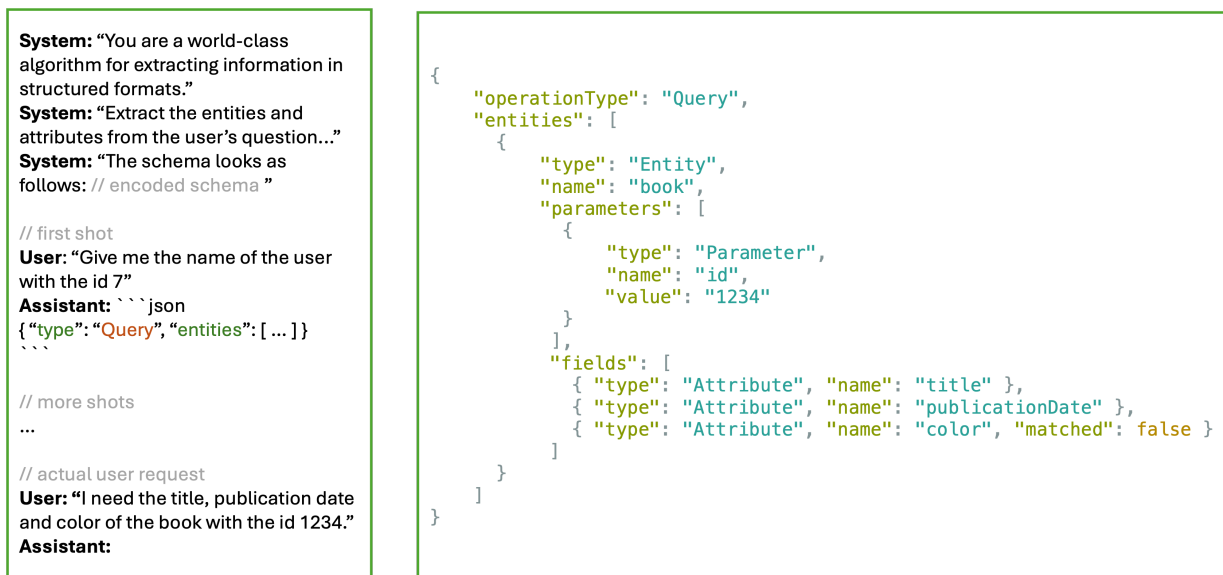 System: “You are a world-class
algorithm for extracting information in
structured formats.”
System: “Extract the entities and
attributes from the user’s question…”
System: “The schema looks as
follows: // encoded schema ”
// first shot
User: “Give me the name of the user
with the id 7”
Assistant: ```json
{ “type”: “Query”, “entities”: [ ... ] }
```
// more shots
...
// actual user request
User: “I need the title, publication date
and color of the book with the id 1234.”
Assistant:
{
"operationType": "Query",
"entities": [
{
"type": "Entity",
"name": "book",
"parameters": [
{
"type": "Parameter",
"name": "id",
"value": "1234"
}
],
"fields": [
{ "type": "Attribute", "name": "title" },
{ "type": "Attribute", "name": "publicationDate" },
{ "type": "Attribute", "name": "color", "matched": false }
]
}
]
}